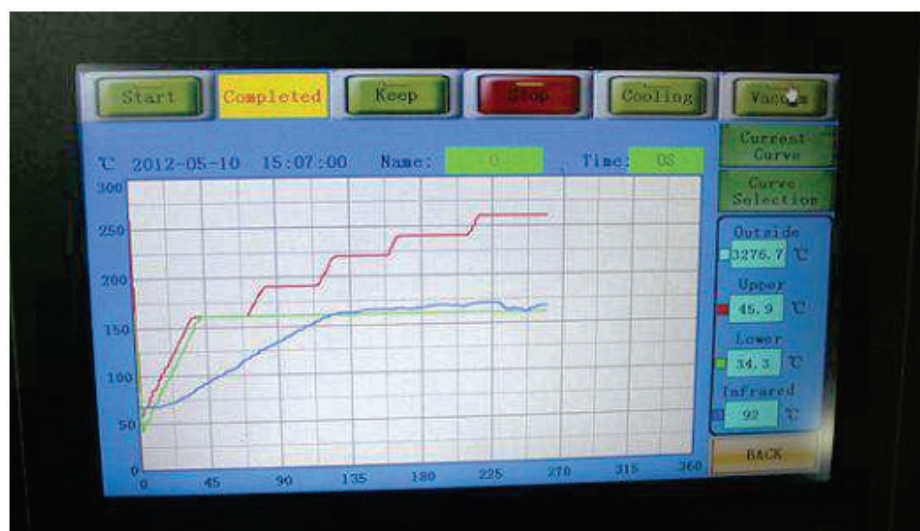 Start Completed Keep Stop Cooling Vacuum
Current
Curve
℃ 2012-05-10 15:07:00 Name: 0 Time: 0S
Curve
Selection
300
250
200
150
100
50
0
0 45 90 135 180 225 270 315 360
Outside
3276.7 ℃
Upper
45.9 ℃
Lower
34.3 ℃
Infrared
92 ℃
BACK